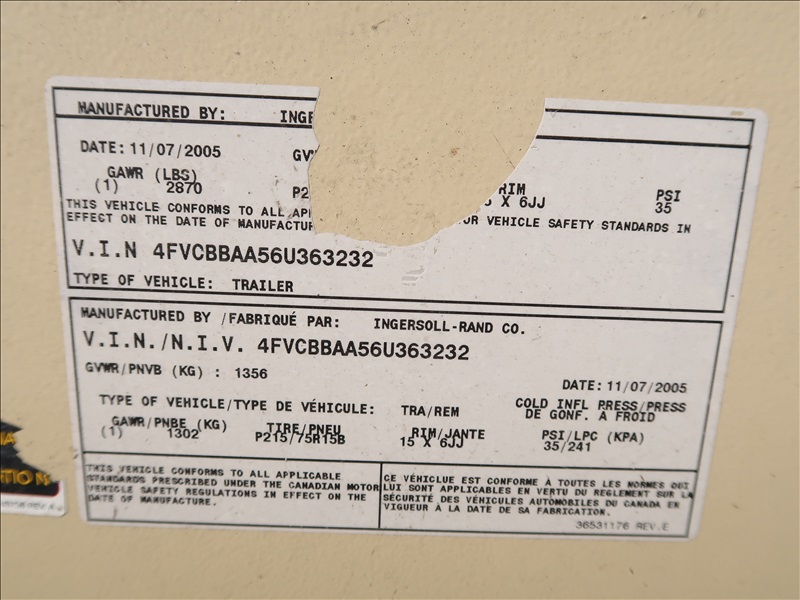 MANUFACTURED BY: INGE
DATE: 11/07/2005 GV
GAWR (LBS) RIM PSI
(1) 2870 P2 X 6JJ 35
THIS VEHICLE CONFORMS TO ALL AP
EFFECT ON THE DATE OF MANUFACTUR VEHICLE SAFETY STANDARDS IN
V.I.N 4FVCBBAA56U363232
TYPE OF VEHICLE: TRAILER
MANUFACTURED BY /FABRIQUÉ PAR: INGERSOLL-RAND CO.
V.I.N./N.I.V. 4FVCBBAA56U363232
GVWR/PNVB (KG) : 1356 DATE: 11/07/2005
TYPE OF VEHICLE/TYPE DE VÉHICULE: TRA/REM COLD INFL PRESS/PRESS
DE GONF. A FROID
GAWR/PNBE (KG) TIRE/PNEU RIM/JANTE PSI/LPC (KPA)
(1) 1302 P215/75R15B 15 X 6JJ 35/241
THIS VEHICLE CONFORMS TO ALL APPLICABLE
STANDARDS PRESCRIBED UNDER THE CANADIAN MOTOR
VEHICLE SAFETY REGULATIONS IN EFFECT ON THE
DATE OF MANUFACTURE.
CE VÉHICLUE EST CONFORME À TOUTES LES NORMES QUI
LUI SONT APPLICABLES EN VERTU DU REGLEMENT SUR LA
SÉCURITÉ DES VÉHICULES AUTOMOBILES DU CANADA EN
VIGUEUR À LA DATE DE SA FABRICATION.
36531176 REV.E